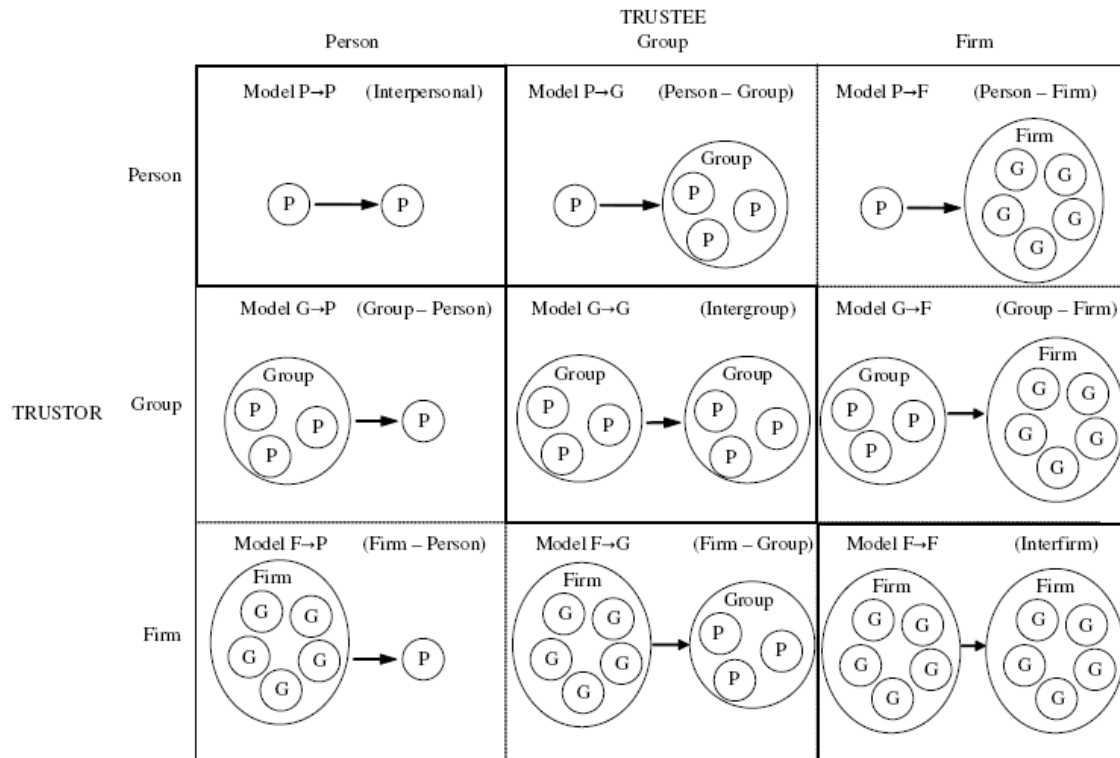 TRUSTEE
Person Group Firm
Model P→P (Interpersonal) Model P→G (Person – Group) Model P→F (Person – Firm)
Person
P P
P Group P P P
P Firm G G G G G
Model G→P (Group – Person) Model G→G (Intergroup) Model G→F (Group – Firm)
TRUSTOR Group
Group P P P P
Group P P P Group P P P
Group P P P Firm G G G G G
Model F→P (Firm – Person) Model F→G (Firm – Group) Model F→F (Interfirm)
Firm
Firm G G G G G P
Firm G G G G G Group P P P
Firm G G G G G Firm G G G G G